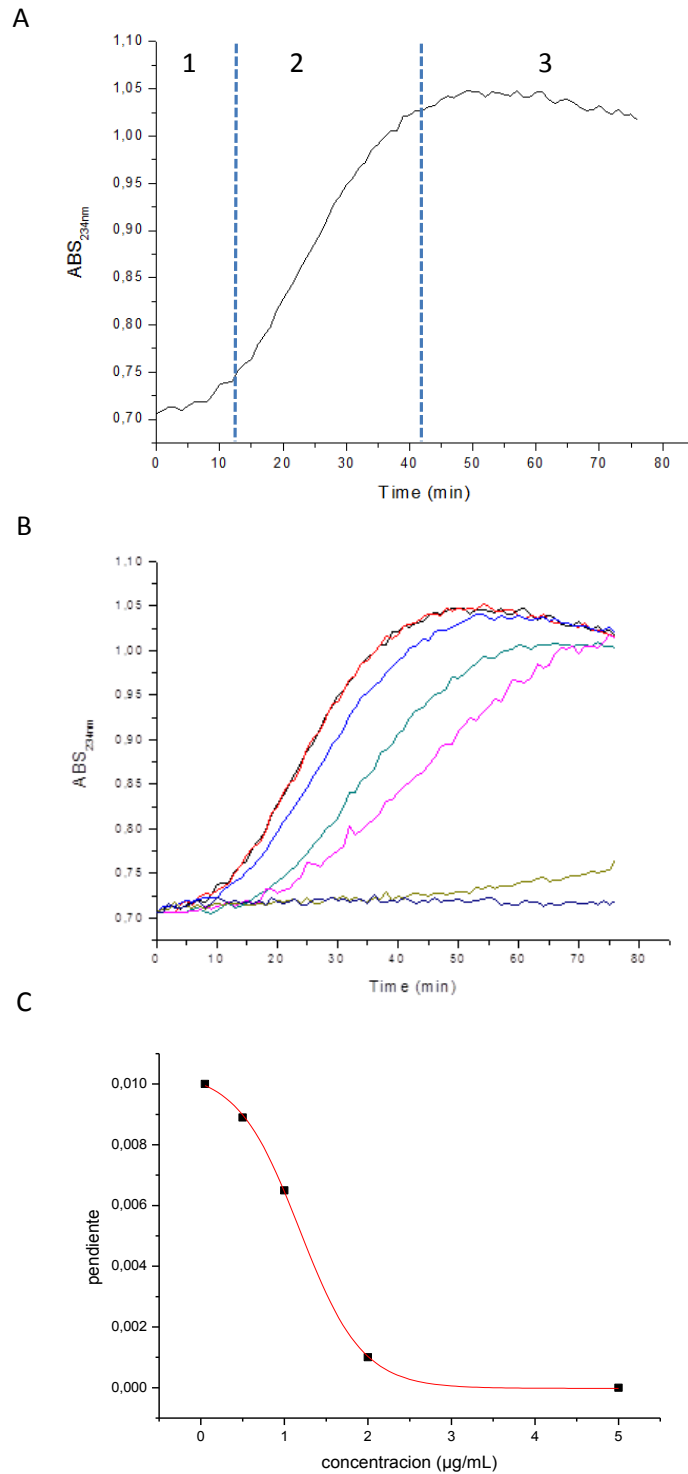 A
1,10
1 2 3
1,05
1,00
0,95
0,90
0,85
0,80
0,75
0,70
ABS234nm
0 10 20 30 40 50 60 70 80
Time (min)
B
1,10
1,05
1,00
0,95
0,90
0,85
0,80
0,75
0,70
ABS234nm
0 10 20 30 40 50 60 70 80
Time (min)
C
0,010
0,008
0,006
0,004
0,002
0,000
pendiente
0 1 2 3 4 5
concentracion (µg/mL)